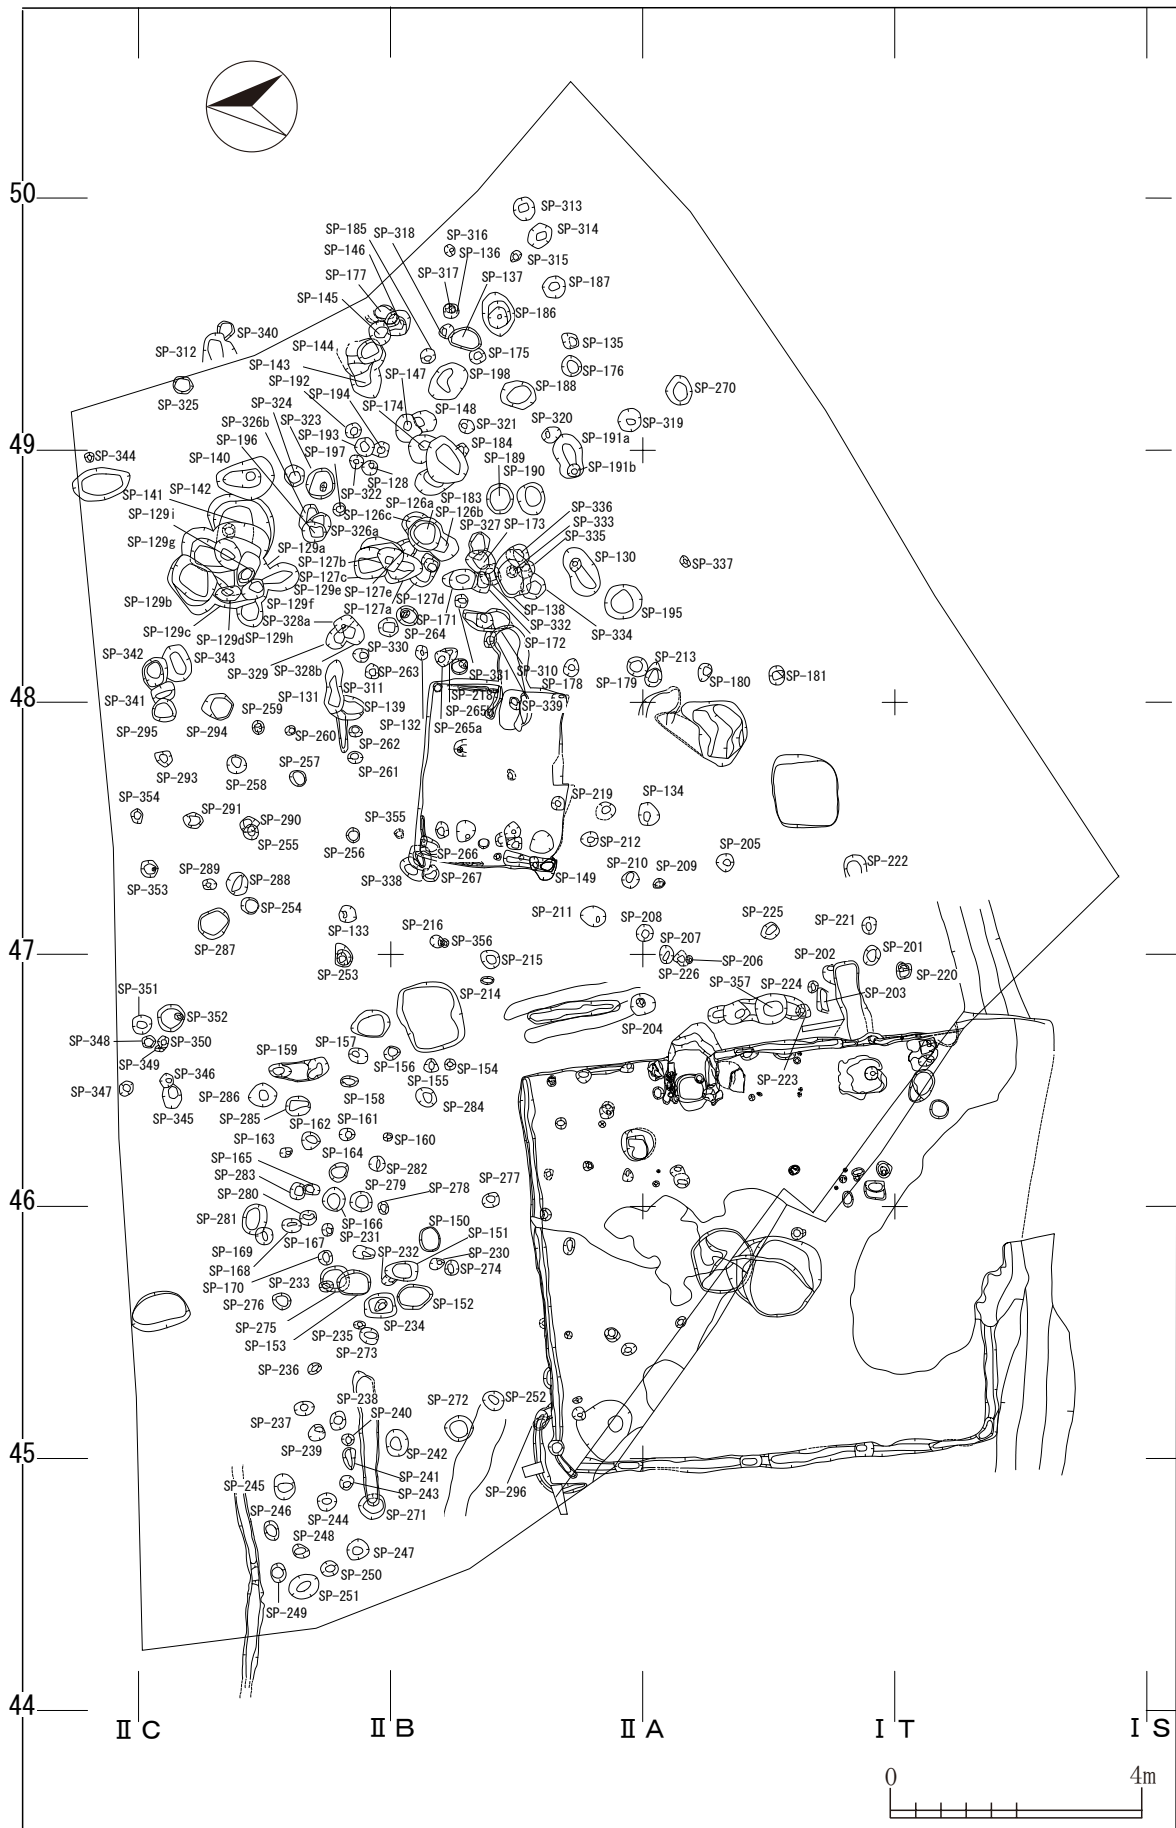 50
SP-313
SP-185
SP-318
SP-316
SP-314
SP-146
SP-136
SP-315
SP-177
SP-317
SP-137
SP-187
SP-145
SP-186
SP-340
SP-312
SP-144
SP-135
SP-143
SP-175
SP-192
SP-147
SP-198
SP-176
SP-325
SP-194
SP-188
SP-270
SP-324
SP-174
SP-148
SP-323
SP-320
SP-319
SP-326b
SP-321
SP-193
SP-191a
SP-196
SP-184
49
SP-197
SP-344
SP-140
SP-189
SP-191b
SP-322
SP-128
SP-190
SP-142
SP-183
SP-141
SP-126a
SP-126b
SP-129i
SP-126c
SP-327
SP-173
SP-336
SP-326a
SP-333
SP-129g
SP-129a
SP-335
SP-130
SP-127b
SP-337
SP-127c
SP-129e
SP-127e
SP-129b
SP-129f
SP-127d
SP-138
SP-127a
SP-195
SP-328a
SP-171
SP-332
SP-129c
SP-129d
SP-129h
SP-264
SP-172
SP-334
SP-342
SP-343
SP-330
SP-329
SP-328b
SP-263
SP-331
SP-310
SP-213
SP-311
SP-218
SP-178
SP-179
SP-180
SP-181
SP-341
SP-131
48
SP-139
SP-265b
SP-339
SP-259
SP-132
SP-265a
SP-295
SP-294
SP-260
SP-262
SP-257
SP-261
SP-293
SP-258
SP-354
SP-219
SP-134
SP-291
SP-290
SP-355
SP-255
SP-256
SP-212
SP-205
SP-289
SP-266
SP-210
SP-209
SP-222
SP-353
SP-288
SP-338
SP-267
SP-149
SP-254
SP-211
SP-208
SP-225
SP-221
SP-133
SP-216
SP-207
SP-287
SP-356
47
SP-253
SP-215
SP-226
SP-206
SP-202
SP-201
SP-220
SP-351
SP-357
SP-224
SP-214
SP-203
SP-352
SP-204
SP-348
SP-350
SP-157
SP-159
SP-349
SP-156
SP-154
SP-346
SP-155
SP-223
SP-347
SP-286
SP-158
SP-284
SP-345
SP-285
SP-162
SP-161
SP-163
SP-160
SP-164
SP-165
SP-282
SP-283
SP-279
SP-277
SP-280
SP-278
46
SP-281
SP-166
SP-150
SP-167
SP-231
SP-151
SP-169
SP-232
SP-168
SP-230
SP-170
SP-233
SP-274
SP-276
SP-152
SP-275
SP-235
SP-234
SP-153
SP-273
SP-236
SP-238
SP-272
SP-252
SP-237
SP-240
SP-239
SP-242
45
SP-241
SP-245
SP-243
SP-296
SP-246
SP-244
SP-271
SP-248
SP-247
SP-250
SP-249
SP-251
44
ⅡC ⅡB ⅡA ⅠT ⅠS
0 4m